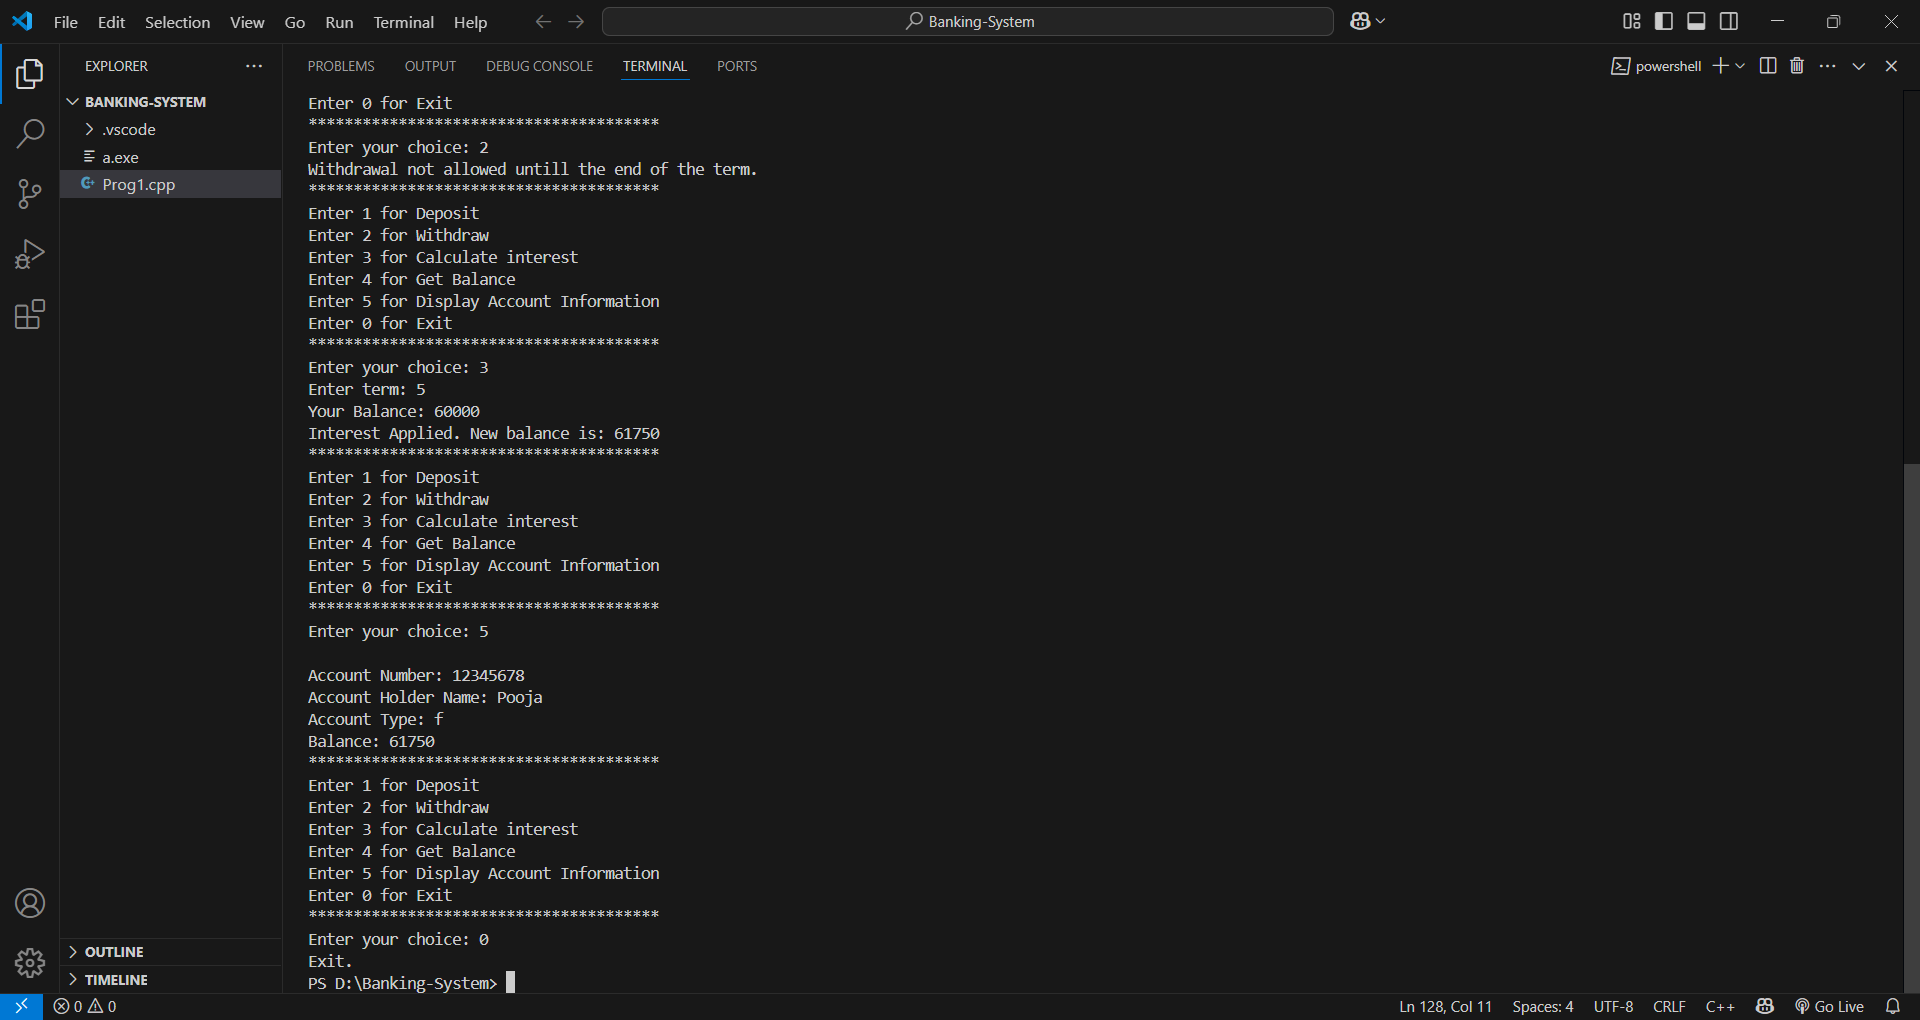 File Edit Selection View Go Run Terminal Help Banking-System
EXPLORER
BANKING-SYSTEM
.vscode
a.exe
Prog1.cpp
OUTLINE
TIMELINE
PROBLEMS OUTPUT DEBUG CONSOLE TERMINAL PORTS powershell
Enter 0 for Exit
***************************************
Enter your choice: 2
Withdrawal not allowed untill the end of the term.
***************************************
Enter 1 for Deposit
Enter 2 for Withdraw
Enter 3 for Calculate interest
Enter 4 for Get Balance
Enter 5 for Display Account Information
Enter 0 for Exit
***************************************
Enter your choice: 3
Enter term: 5
Your Balance: 60000
Interest Applied. New balance is: 61750
***************************************
Enter 1 for Deposit
Enter 2 for Withdraw
Enter 3 for Calculate interest
Enter 4 for Get Balance
Enter 5 for Display Account Information
Enter 0 for Exit
***************************************
Enter your choice: 5
Account Number: 12345678
Account Holder Name: Pooja
Account Type: f
Balance: 61750
***************************************
Enter 1 for Deposit
Enter 2 for Withdraw
Enter 3 for Calculate interest
Enter 4 for Get Balance
Enter 5 for Display Account Information
Enter 0 for Exit
***************************************
Enter your choice: 0
Exit.
PS D:\Banking-System>
0 0 Ln 128, Col 11 Spaces: 4 UTF-8 CRLF C++ Go Live